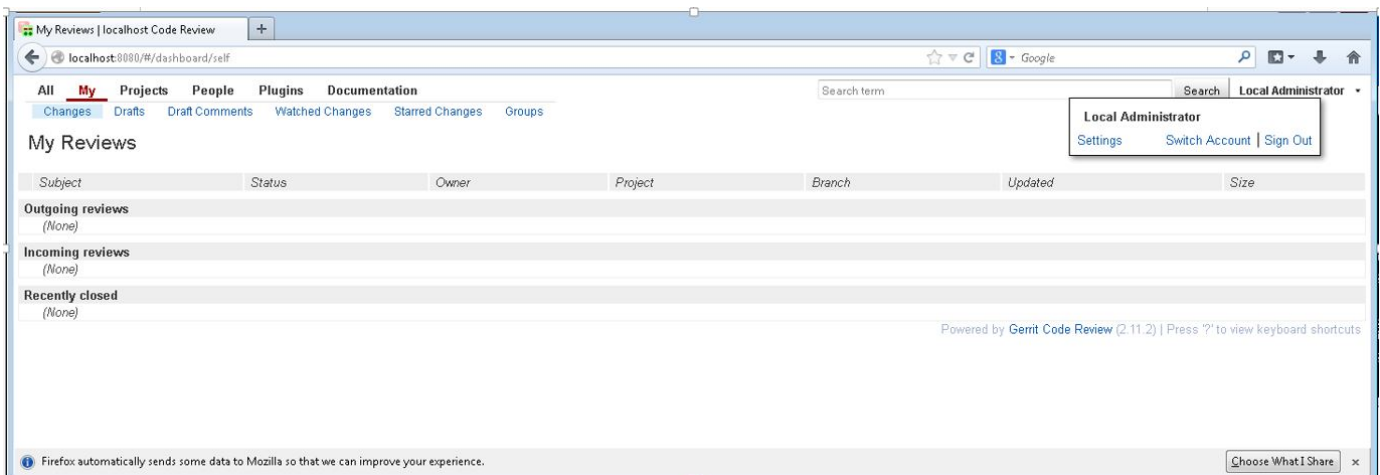 My Reviews | localhost Code Review +
localhost:8080/#/dashboard/self 8 Google
All My Projects People Plugins Documentation Search term Search Local Administrator
Changes Drafts Draft Comments Watched Changes Starred Changes Groups
Local Administrator
Settings Switch Account | Sign Out
My Reviews
Subject Status Owner Project Branch Updated Size
Outgoing reviews
(None)
Incoming reviews
(None)
Recently closed
(None)
Powered by Gerrit Code Review (2.11.2) | Press '?' to view keyboard shortcuts
Firefox automatically sends some data to Mozilla so that we can improve your experience. Choose What I Share x